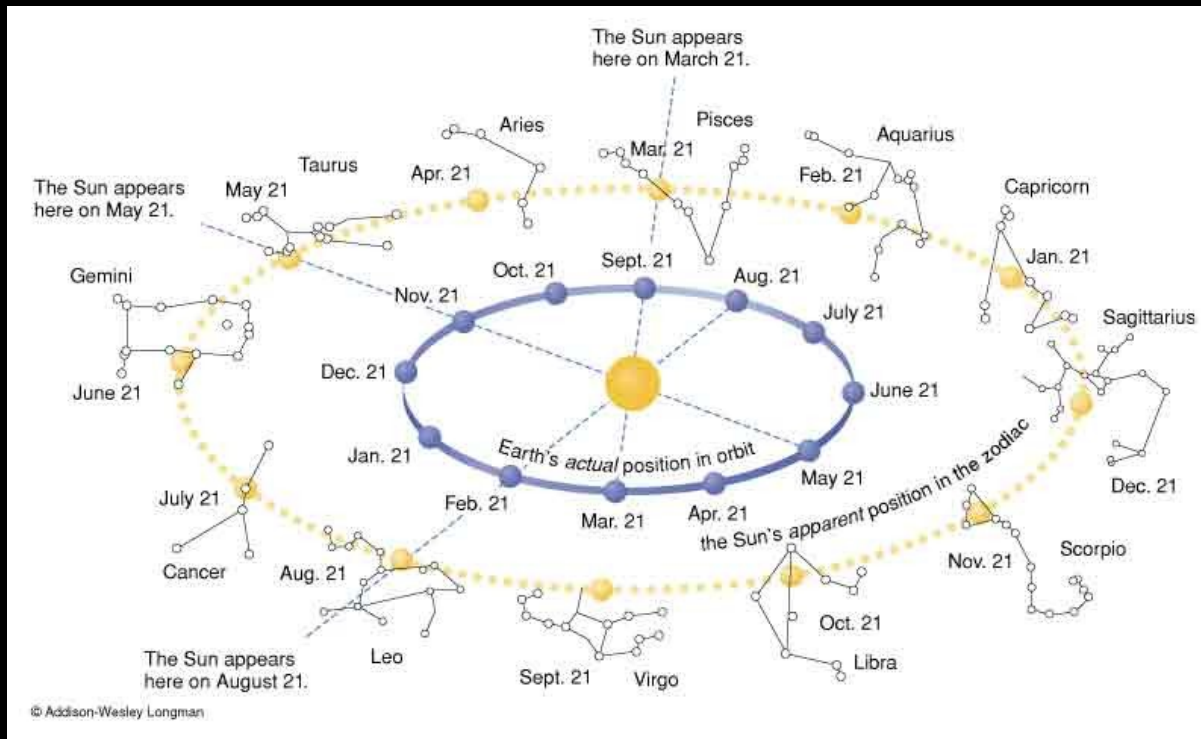 The Sun appears
here on March 21.
Pisces
Mar. 21
Aries
Apr. 21
Aquarius
Feb. 21
Taurus
May 21
The Sun appears
here on May 21.
Capricorn
Jan. 21
Gemini
June 21
Sagittarius
Dec. 21
Oct. 21
Sept. 21
Aug. 21
Nov. 21
July 21
Dec. 21
June 21
Jan. 21
Earth's actual position in orbit
May 21
Feb. 21
Mar. 21
Apr. 21
the Sun's apparent position in the zodiac
July 21
Cancer
Aug. 21
Leo
Nov. 21
Scorpio
Oct. 21
Libra
Sept. 21
Virgo
The Sun appears
here on August 21.
© Addison-Wesley Longman